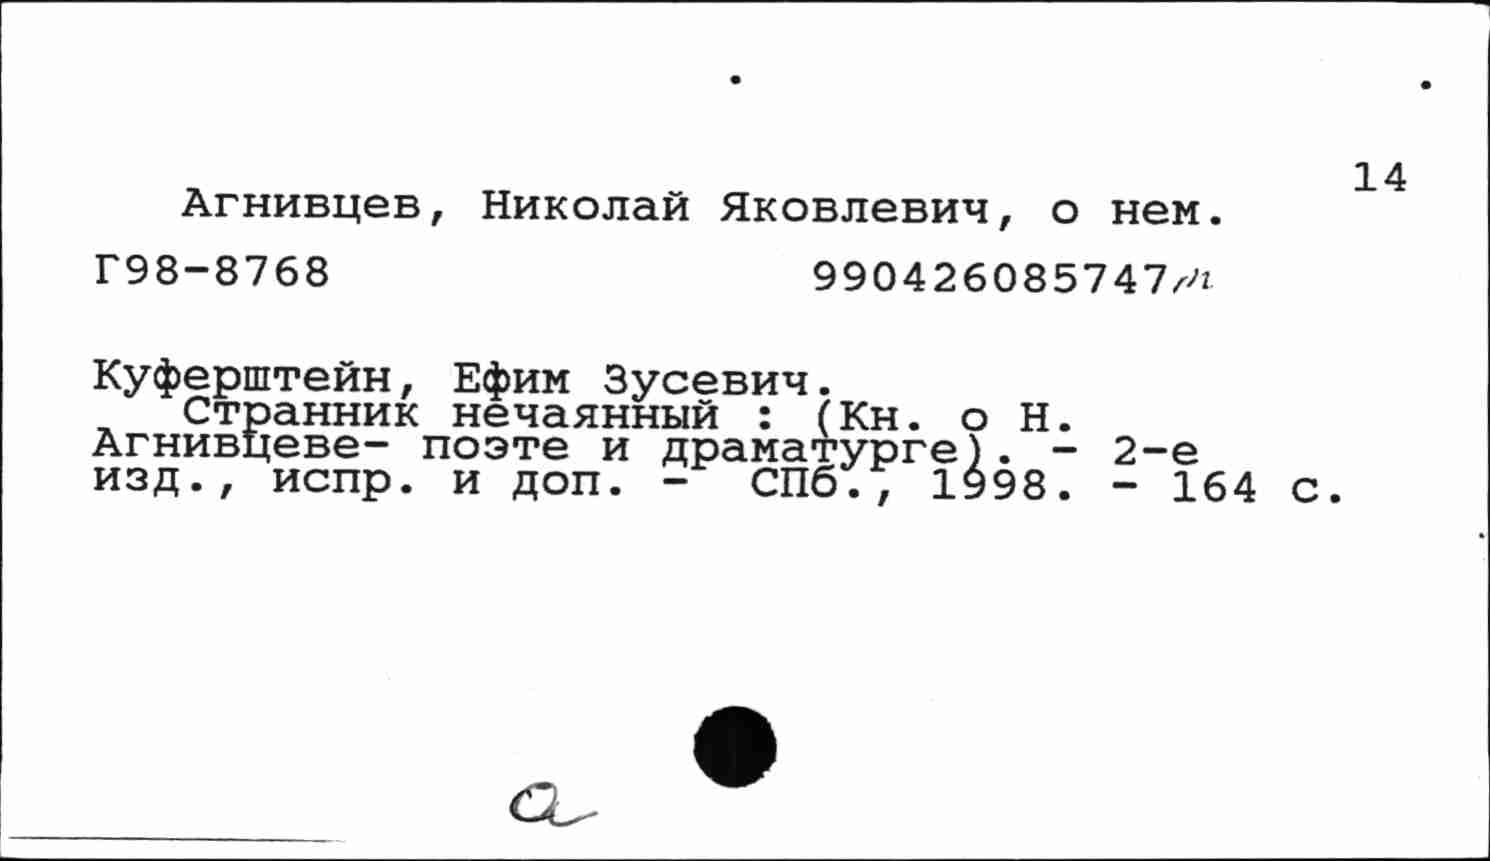 14
Агнивцев, Николай Яковлевич, о нем.
Г98-8768 990426085747
Куферштейн, Ефим Зусевич.
Странник нечаянный : (Кн. о Н.
Агнивцеве- поэте и драматурге). - 2-е
изд., испр. и доп. - СПб., 1998. - 164 с.
а